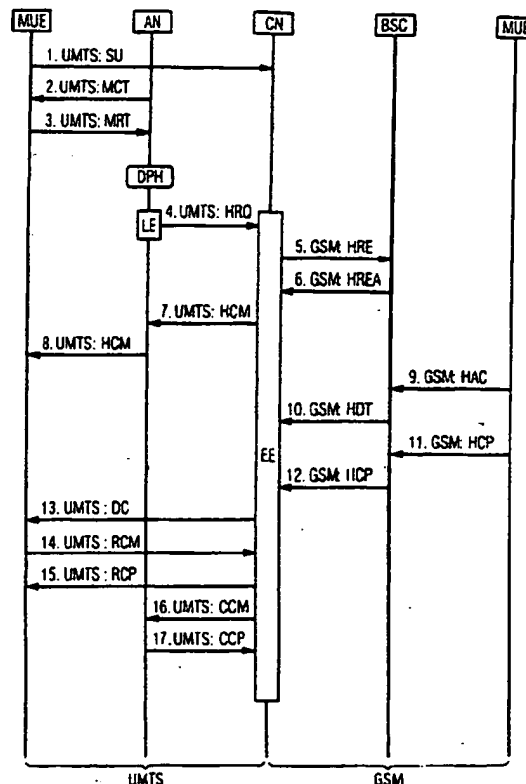 MUE AN CN BSC MUE
1. UMTS: SU
2. UMTS: MCT
3. UMTS: MRT
DPH
LE
4. UMTS: HRQ
5. GSM: HRE
6. GSM: HREA
7. UMTS: HCM
8. UMTS: HCM
9. GSM: HAC
10. GSM: HDT
11. GSM: HCP
EE
12. GSM: HCP
13. UMTS : DC
14. UMTS : RCM
15. UMTS : RCP
16. UMTS: CCM
17. UMTS: CCP
UMTS GSM